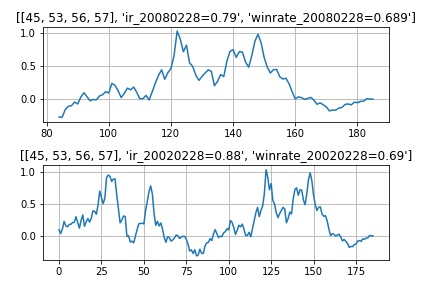 [[45, 53, 56, 57], 'ir_20080228=0.79', 'winrate_20080228=0.689']
1.0
0.5
0.0
80 100 120 140 160 180
[[45, 53, 56, 57], 'ir_20020228=0.88', 'winrate_20020228=0.69']
1.0
0.5
0.0
0 25 50 75 100 125 150 175